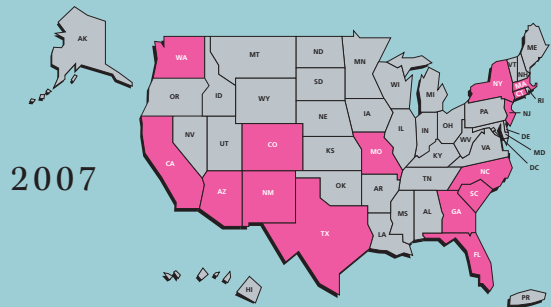 AK
WA
MT
ND
MN
ME
VT
NH
OR
ID
WY
SD
WI
MI
NY
MA
CT
RI
NV
UT
NE
IA
IL
IN
OH
PA
NJ
CA
CO
KS
MO
KY
WV
VA
DE
MD
DC
AZ
NM
OK
AR
TN
NC
SC
TX
LA
MS
AL
GA
FL
HI
PR
2007